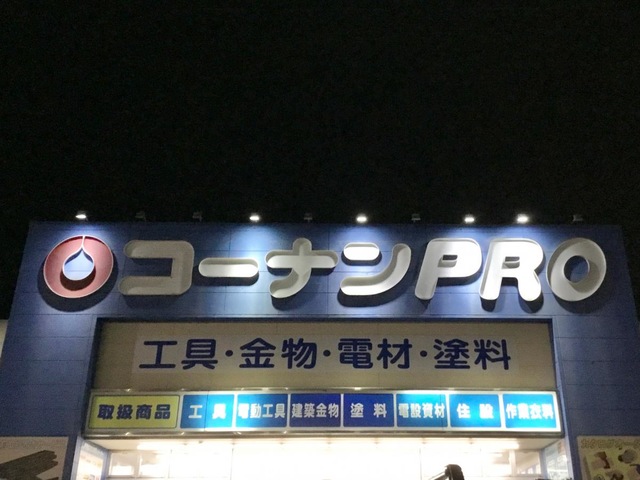 コーナンPRO
工具・金物・電材・塗料
取扱商品 工具 電動工具 建築金物 塗料 電設資材 住設 作業衣料